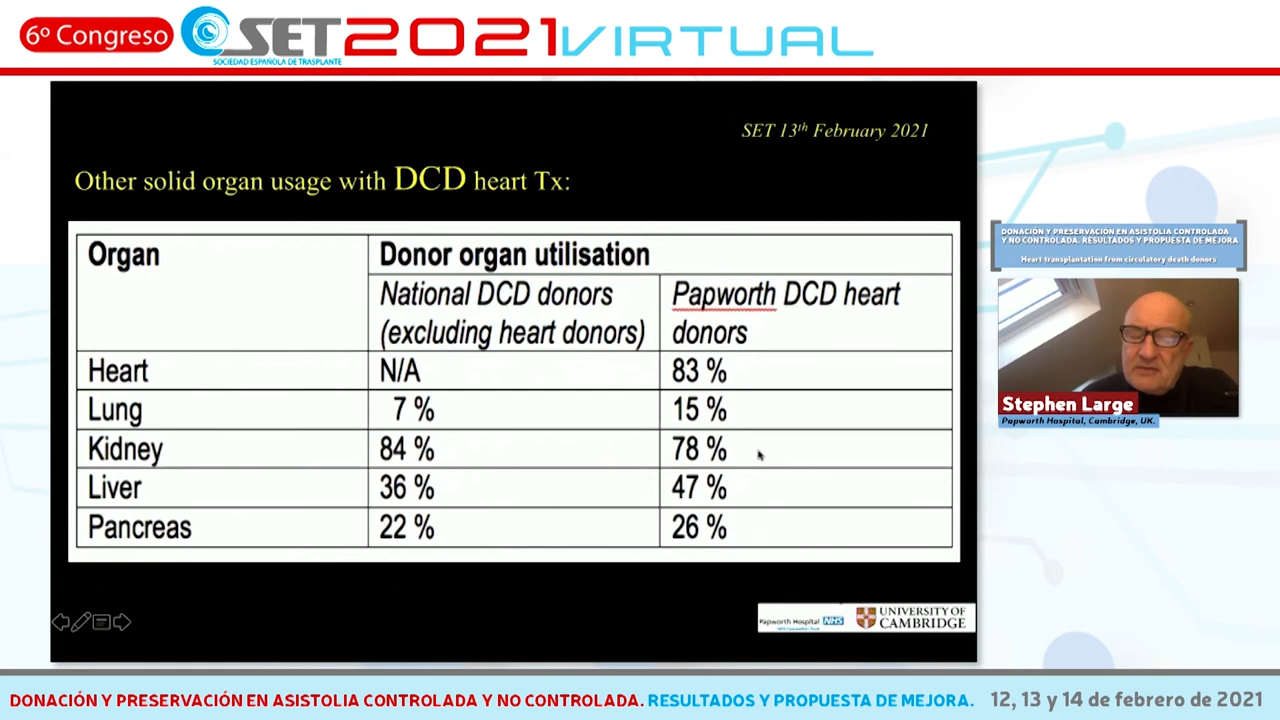 6º Congreso SET 2021 VIRTUAL
SOCIEDAD ESPAÑOLA DE TRASPLANTE
SET 13th February 2021
Other solid organ usage with DCD heart Tx:
Organ Donor organ utilisation
National DCD donors (excluding heart donors) Papworth DCD heart donors
Heart N/A 83 %
Lung 7 % 15 %
Kidney 84 % 78 %
Liver 36 % 47 %
Pancreas 22 % 26 %
Papworth Hospital NHS
UNIVERSITY OF
CAMBRIDGE
DONACIÓN Y PRESERVACIÓN EN ASISTOLIA CONTROLADA
Y NO CONTROLADA. RESULTADOS Y PROPUESTA DE MEJORA
Heart transplantation from circulatory death donors
Stephen Large
Papworth Hospital, Cambridge, UK.
DONACIÓN Y PRESERVACIÓN EN ASISTOLIA CONTROLADA Y NO CONTROLADA. RESULTADOS Y PROPUESTA DE MEJORA. 12, 13 y 14 de febrero de 2021